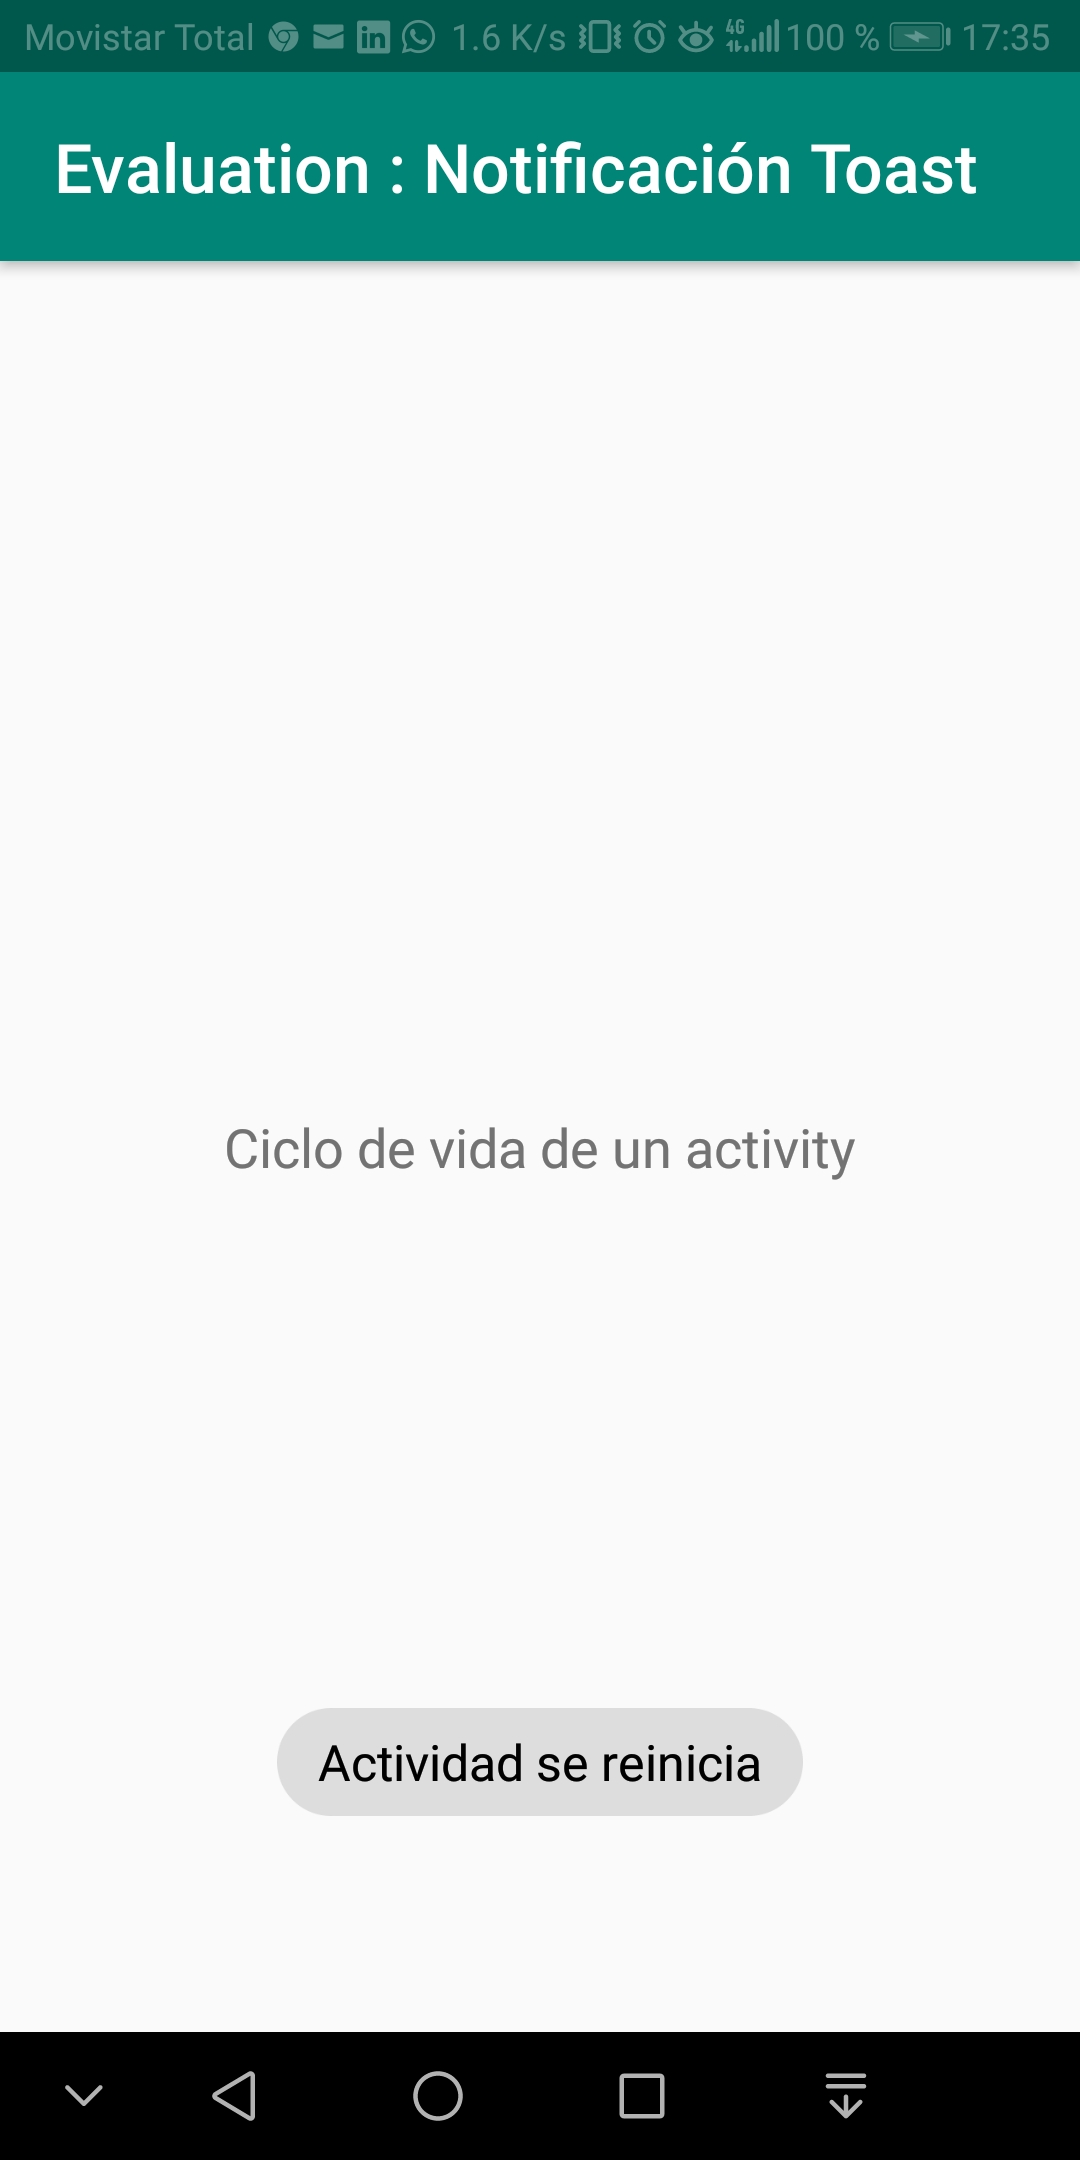 Movistar Total 1.6 K/s 4G 100 % 17:35
Evaluation : Notificación Toast
Ciclo de vida de un activity
Actividad se reinicia